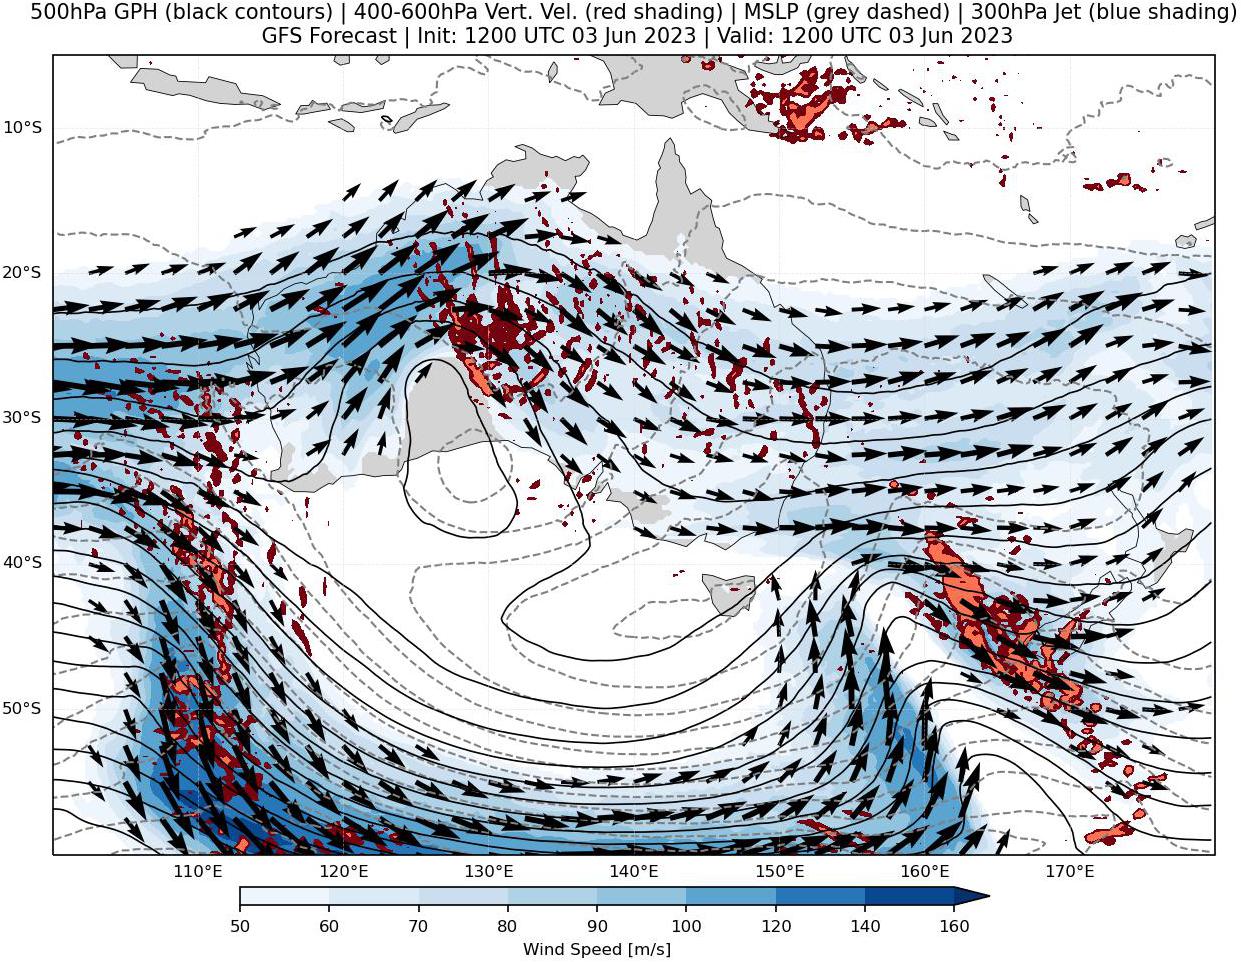 500hPa GPH (black contours) | 400-600hPa Vert. Vel. (red shading) | MSLP (grey dashed) | 300hPa Jet (blue shading)
GFS Forecast | Init: 1200 UTC 03 Jun 2023 | Valid: 1200 UTC 03 Jun 2023
10°S
20°S
30°S
40°S
50°S
110°E 120°E 130°E 140°E 150°E 160°E 170°E
50 60 70 80 90 100 120 140 160
Wind Speed [m/s]